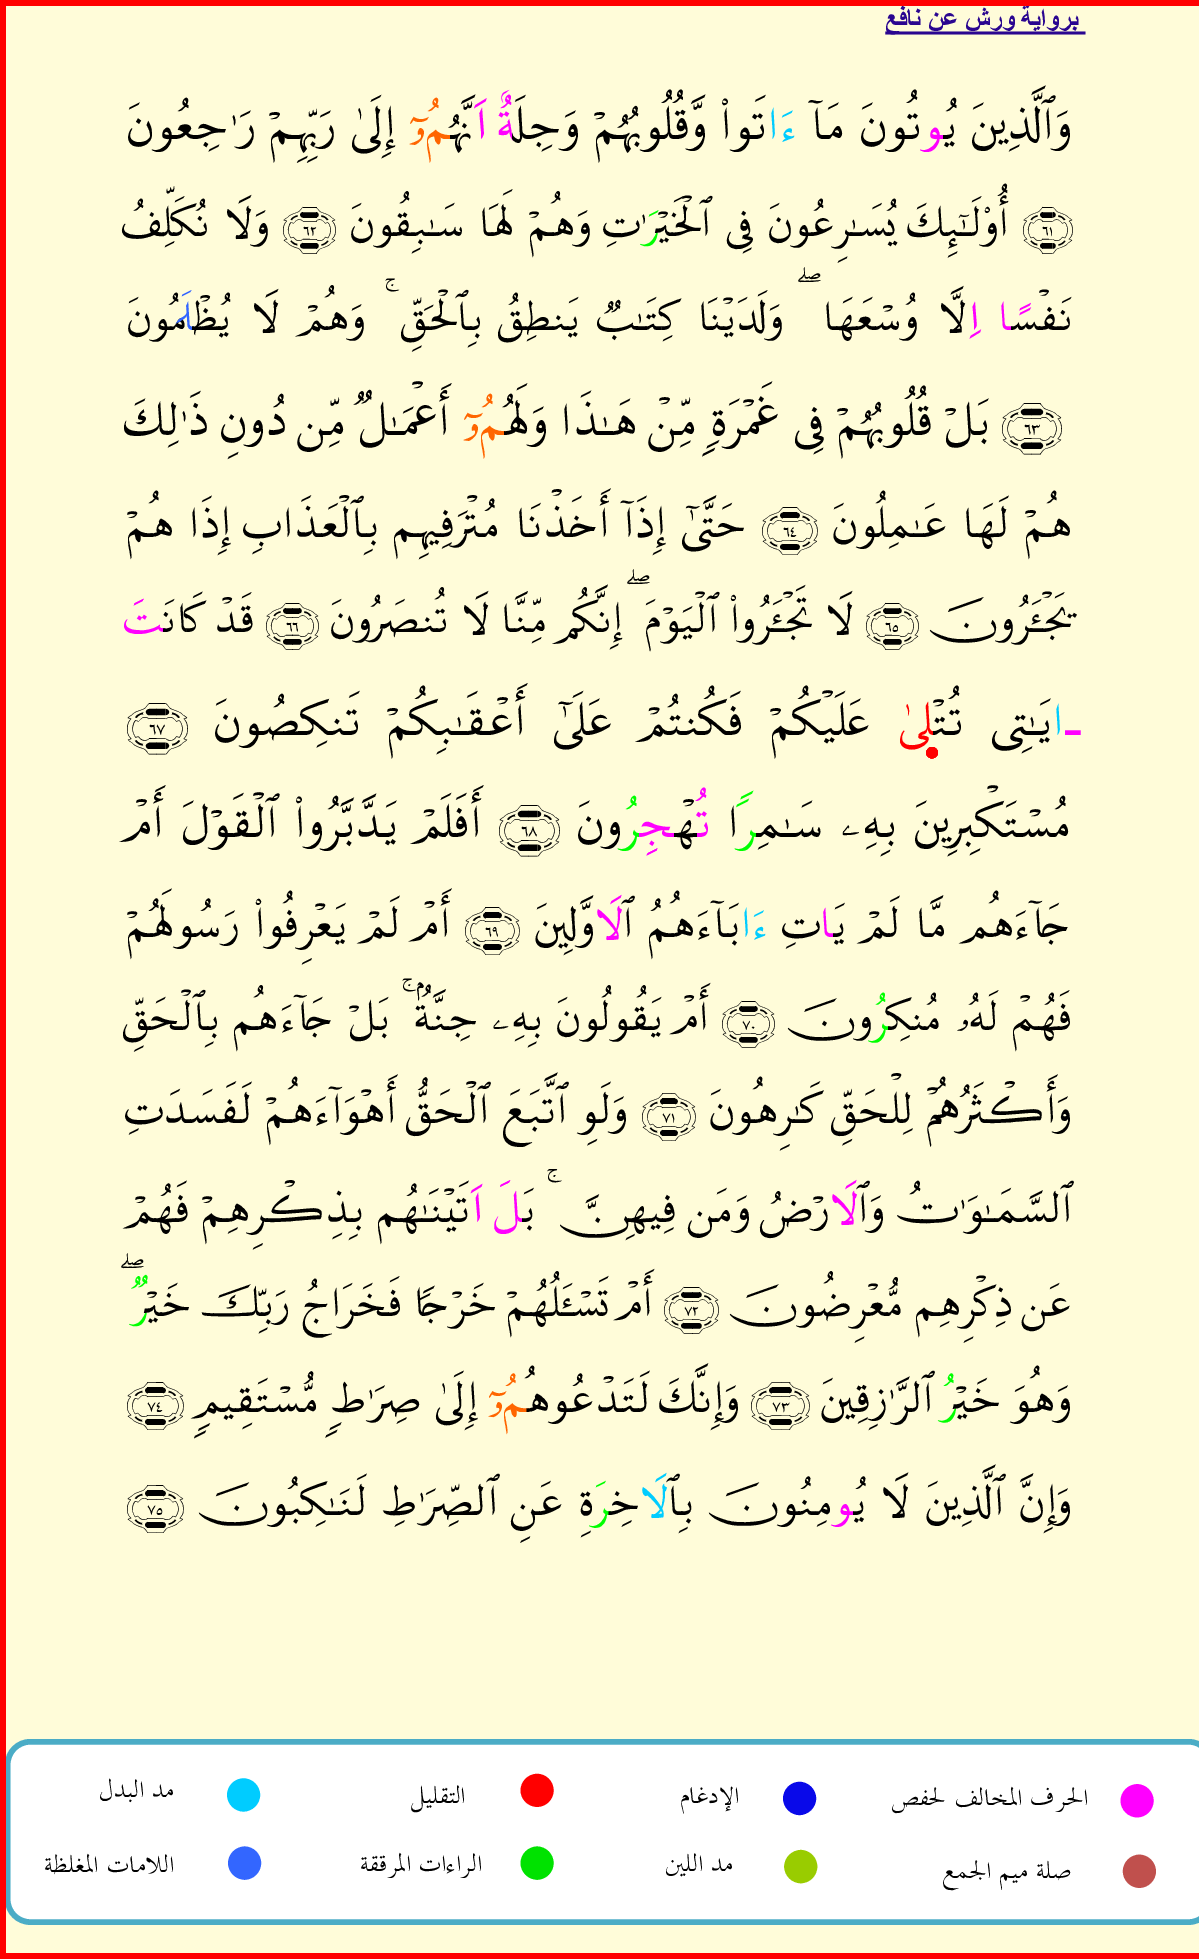 برواية ورش عن نافع
وَٱلَّذِينَ يُوتُونَ مَآ ءَاتَواْ وَّقُلُوبُهُمْ وَجِلَةٌ اَنَّهُمُۥٓ إِلَىٰ رَبِّهِمْ رَٰجِعُونَ
٦١ أُوْلَٰٓئِكَ يُسَٰرِعُونَ فِى ٱلْخَيْرَٰتِ وَهُمْ لَهَا سَٰبِقُونَ ٦٢ وَلَا نُكَلِّفُ
نَفْسًا اِلَّا وُسْعَهَا ۖ وَلَدَيْنَا كِتَٰبٌ يَنطِقُ بِٱلْحَقِّ ۚ وَهُمْ لَا يُظْلَمُونَ
٦٣ بَلْ قُلُوبُهُمْ فِى غَمْرَةٍ مِّنْ هَٰذَا وَلَهُمُۥٓ أَعْمَٰلٌ مِّن دُونِ ذَٰلِكَ
هُمْ لَهَا عَٰمِلُونَ ٦٤ حَتَّىٰٓ إِذَآ أَخَذْنَا مُتْرَفِيهِم بِٱلْعَذَابِ إِذَا هُمْ
يَجْـَٔرُونَ ٦٥ لَا تَجْـَٔرُواْ ٱلْيَوْمَ ۖ إِنَّكُم مِّنَّا لَا تُنصَرُونَ ٦٦ قَدْ كَانَتَ
ـايَٰتِى تُتْلِىٰ عَلَيْكُمْ فَكُنتُمْ عَلَىٰٓ أَعْقَٰبِكُمْ تَنكِصُونَ ٦٧
مُسْتَكْبِرِينَ بِهِۦ سَٰمِرًا تُهْجِرُونَ ٦٨ أَفَلَمْ يَدَّبَّرُواْ ٱلْقَوْلَ أَمْ
جَآءَهُم مَّا لَمْ يَاتِ ءَابَآءَهُمُ ٱلَاوَّلِينَ ٦٩ أَمْ لَمْ يَعْرِفُواْ رَسُولَهُمْ
فَهُمْ لَهُۥ مُنكِرُونَ ٧٠ أَمْ يَقُولُونَ بِهِۦ جِنَّةٌۢ ۚ بَلْ جَآءَهُم بِٱلْحَقِّ
وَأَكْثَرُهُمْ لِلْحَقِّ كَٰرِهُونَ ٧١ وَلَوِ ٱتَّبَعَ ٱلْحَقُّ أَهْوَآءَهُمْ لَفَسَدَتِ
ٱلسَّمَٰوَٰتُ وَٱلَارْضُ وَمَن فِيهِنَّ ۚ بَلَ اَتَيْنَٰهُم بِذِكْرِهِمْ فَهُمْ
عَن ذِكْرِهِم مُّعْرِضُونَ ٧٢ أَمْ تَسْـَٔلُهُمْ خَرْجًا فَخَرَاجُ رَبِّكَ خَيْرٌ ۖ
وَهُوَ خَيْرُ ٱلرَّٰزِقِينَ ٧٣ وَإِنَّكَ لَتَدْعُوهُمُۥٓ إِلَىٰ صِرَٰطٍ مُّسْتَقِيمٍ ٧٤
وَإِنَّ ٱلَّذِينَ لَا يُومِنُونَ بِٱلَاخِرَةِ عَنِ ٱلصِّرَٰطِ لَنَٰكِبُونَ ٧٥
الحرف المخالف لحفص الإدغام التقليل مد البدل
صلة ميم الجمع مد اللين الراءات المرققة اللامات المغلظة